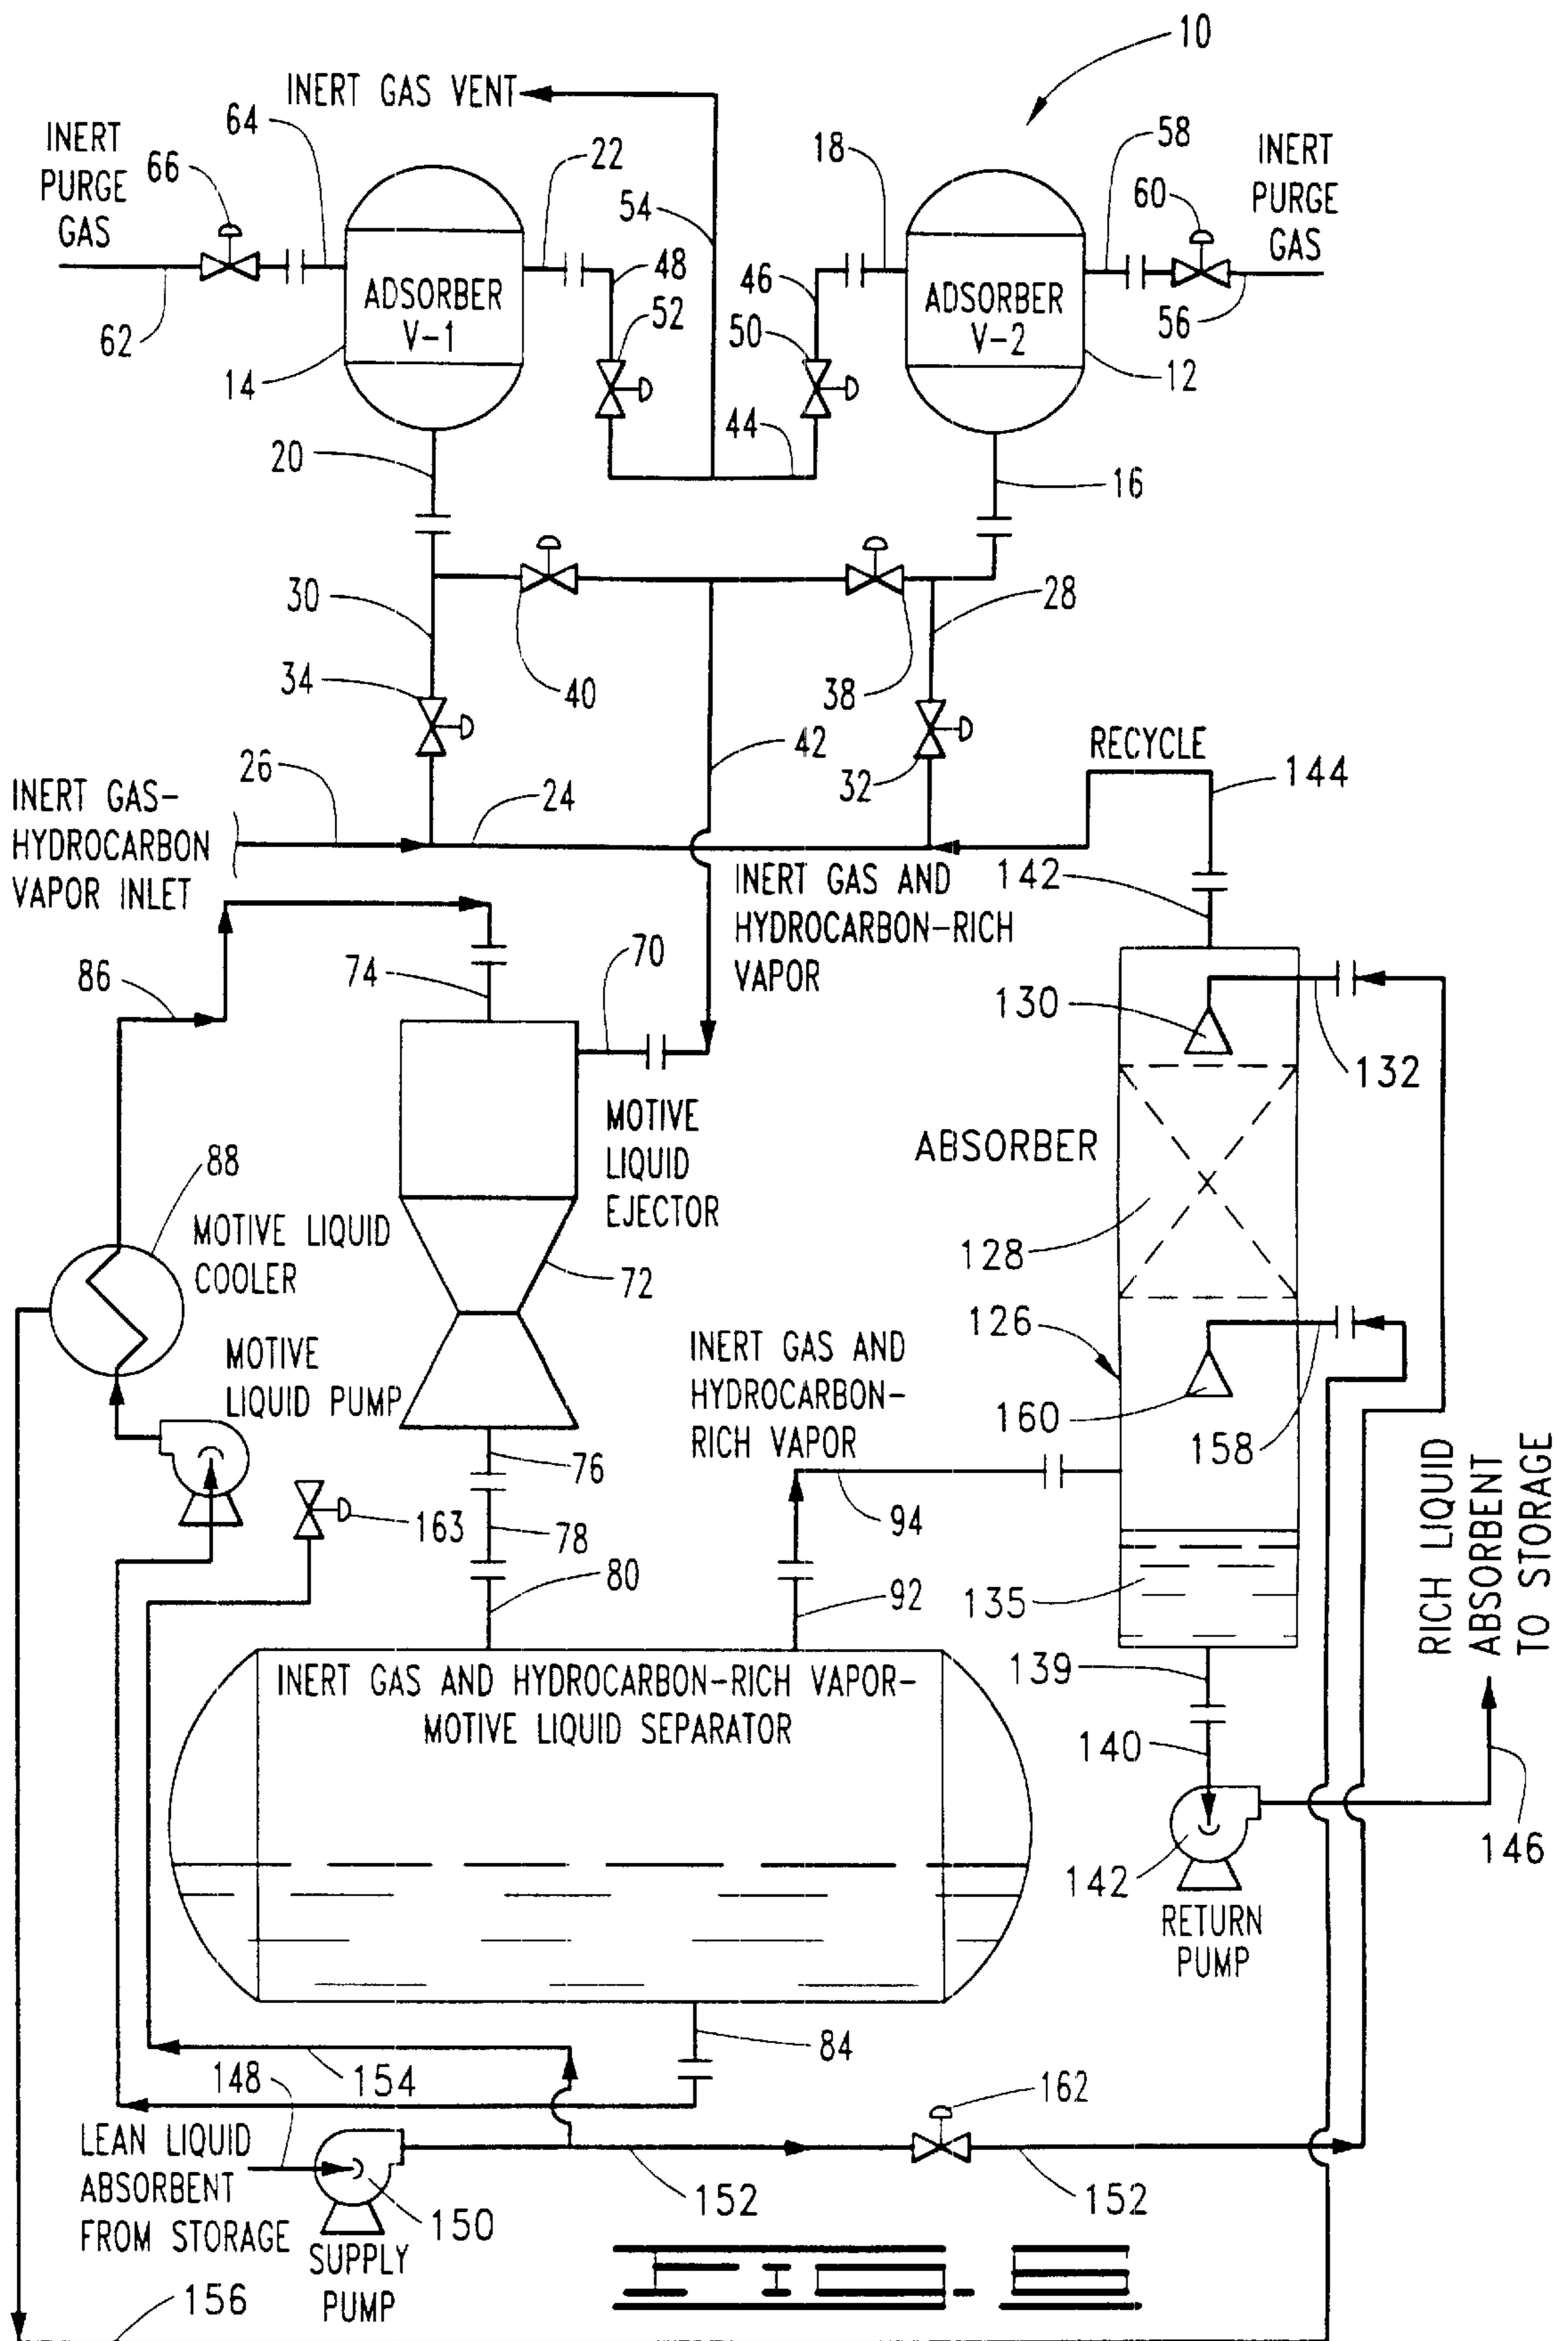 10
INERT GAS VENT
64
INERT
PURGE
GAS
66
22
18
58
INERT
PURGE
GAS
60
54
48
46
ADSORBER
V-1
ADSORBER
V-2
62
52
50
56
14
12
44
20
16
30
28
34
40
38
42
RECYCLE
26
24
32
144
INERT GAS-
HYDROCARBON
VAPOR INLET
INERT GAS AND
HYDROCARBON-RICH
VAPOR
142
86
74
70
130
132
MOTIVE
LIQUID
EJECTOR
ABSORBER
88
MOTIVE LIQUID
COOLER
72
128
126
MOTIVE
LIQUID PUMP
INERT GAS AND
HYDROCARBON-
RICH VAPOR
160
158
76
163
78
94
RICH LIQUID
ABSORBENT
TO STORAGE
80
92
135
INERT GAS AND HYDROCARBON-RICH VAPOR-
MOTIVE LIQUID SEPARATOR
139
140
146
142
RETURN
PUMP
84
148
154
162
LEAN LIQUID
ABSORBENT
FROM STORAGE
150
152
152
SUPPLY
PUMP
156